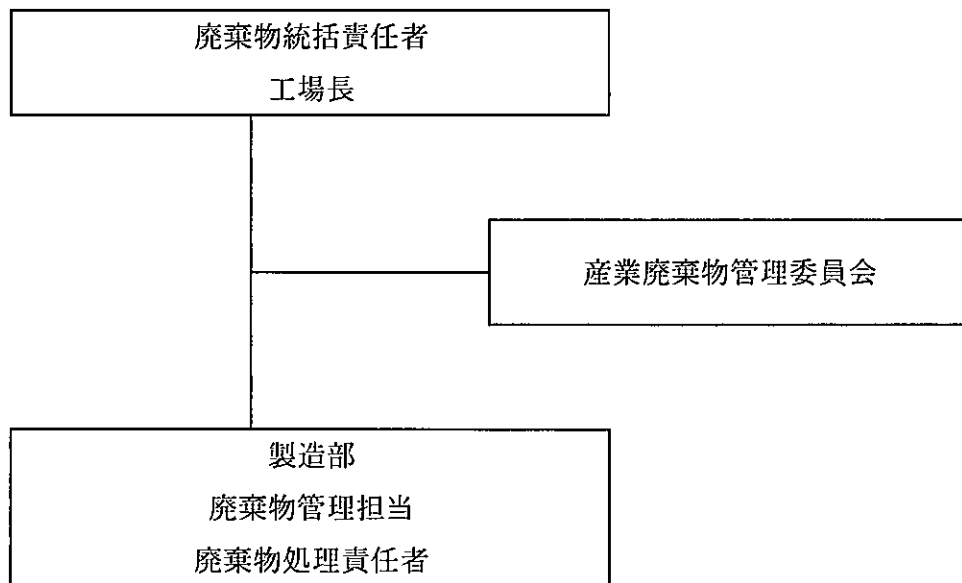 廃棄物統括責任者
工場長
産業廃棄物管理委員会
製造部
廃棄物管理担当
廃棄物処理責任者